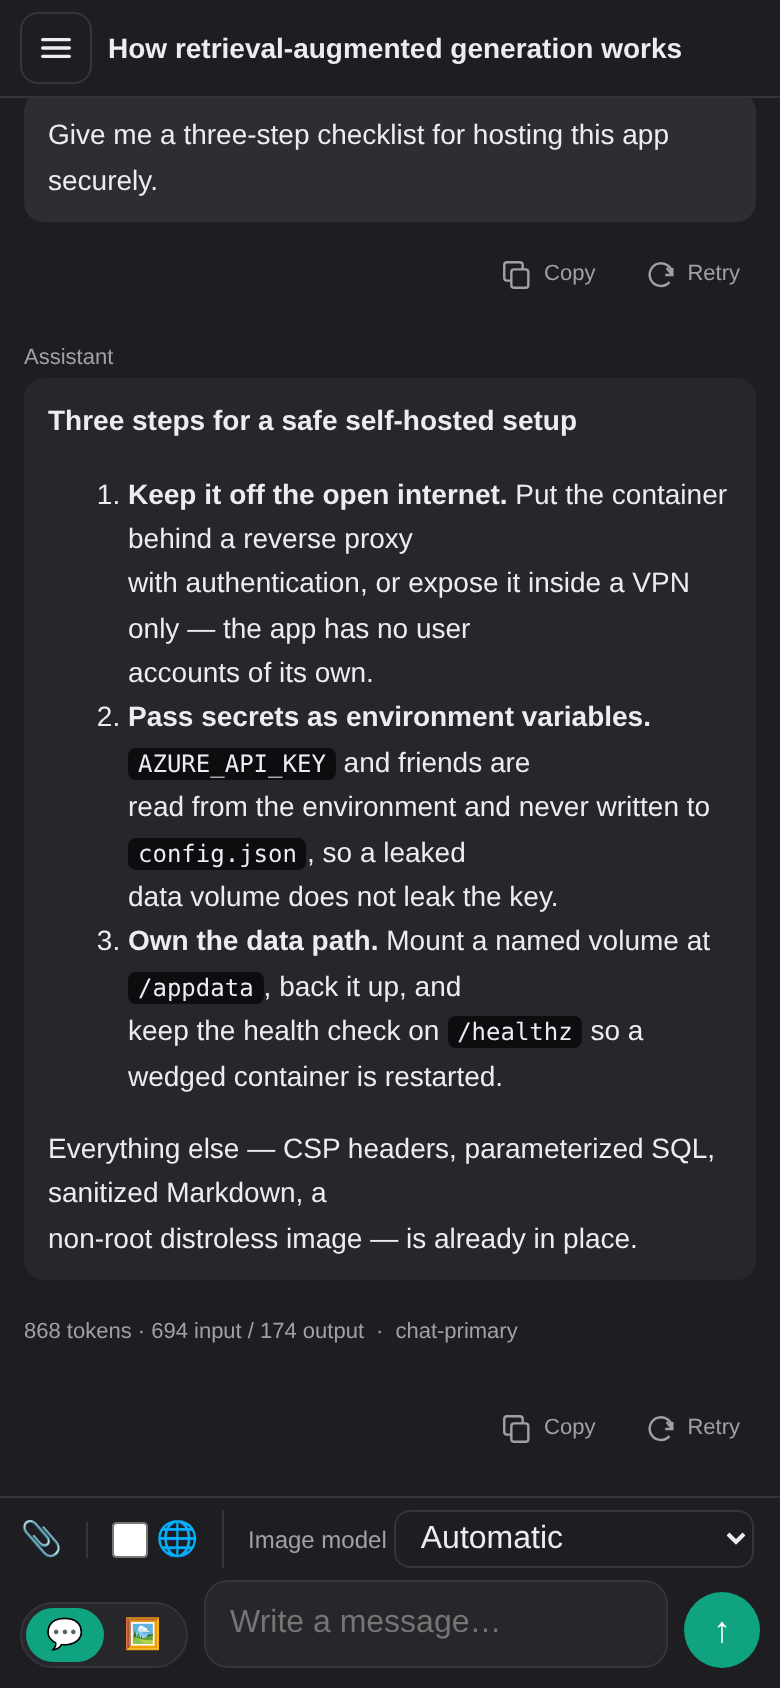 How retrieval-augmented generation works
Give me a three-step checklist for hosting this app
securely.
Copy Retry
Assistant
Three steps for a safe self-hosted setup
1. Keep it off the open internet. Put the container
behind a reverse proxy
with authentication, or expose it inside a VPN
only — the app has no user
accounts of its own.
2. Pass secrets as environment variables.
AZURE_API_KEY and friends are
read from the environment and never written to
config.json, so a leaked
data volume does not leak the key.
3. Own the data path. Mount a named volume at
/appdata, back it up, and
keep the health check on /healthz so a
wedged container is restarted.
Everything else — CSP headers, parameterized SQL,
sanitized Markdown, a
non-root distroless image — is already in place.
868 tokens · 694 input / 174 output · chat-primary
Copy Retry
Image model Automatic
Write a message…